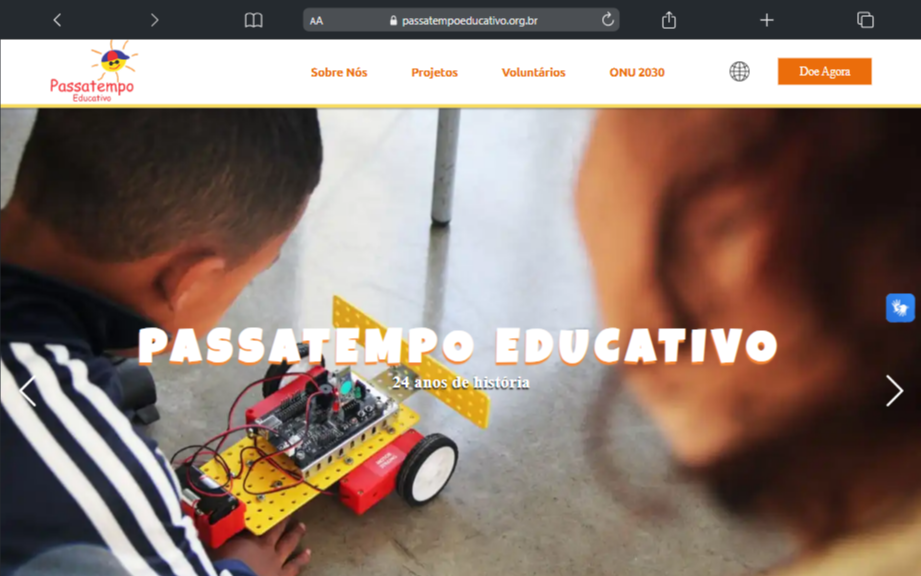 AA passatempoeducativo.org.br
Passatempo
Educativo
Sobre Nós Projetos Voluntários ONU 2030 Doe Agora
PASSATEMPO EDUCATIVO
24 anos de história